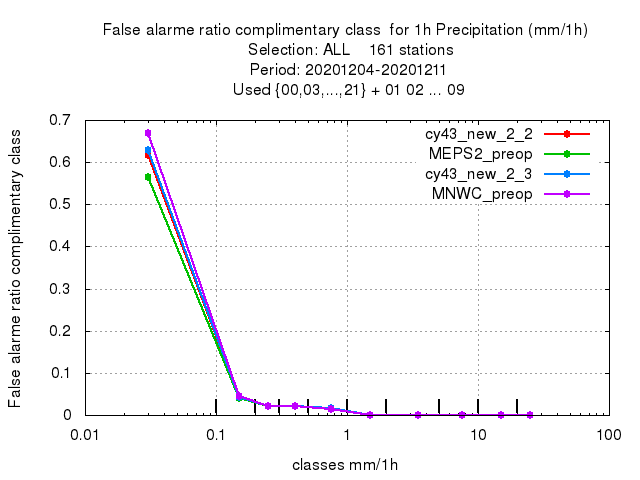 False alarme ratio complimentary class  for 1h Precipitation (mm/1h)
Selection: ALL    161 stations
Period: 20201204-20201211
Used {00,03,...,21} + 01 02 ... 09
False alarme ratio complimentary class
0.7
0.6
0.5
0.4
0.3
0.2
0.1
0
cy43_new_2_2
MEPS2_preop
cy43_new_2_3
MNWC_preop
0.01 0.1 1 10 100
classes mm/1h